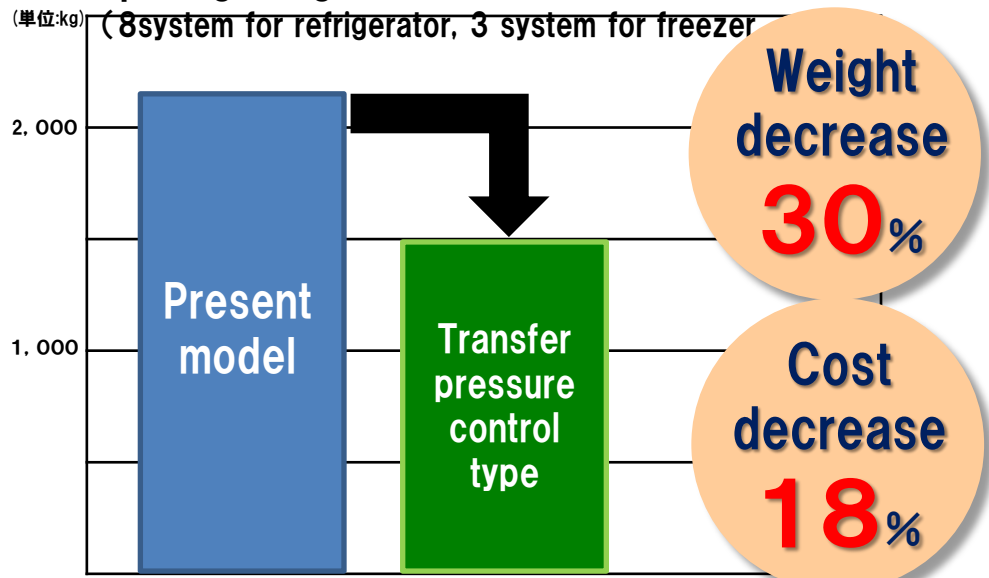 (単位:kg)
(8system for refrigerator, 3 system for freezer
2,000
1,000
Present
model
Transfer
pressure
control
type
Weight
decrease
30%
Cost
decrease
18%